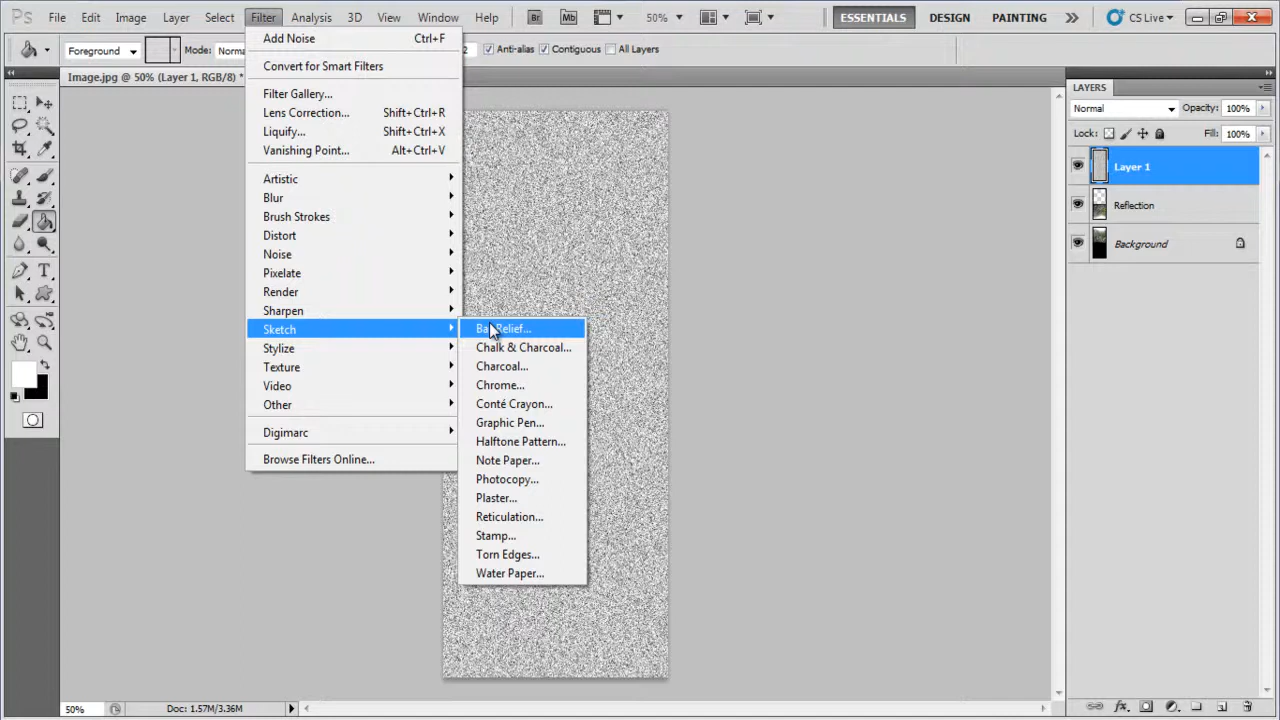 Ps File Edit Image Layer Select Filter Analysis 3D View Window Help Br Mb 50% ESSENTIALS DESIGN PAINTING CS Live
Foreground Mode: 2 Anti-alias Contiguous All Layers
Image.jpg @ 50% (Layer 1, RGB/8) *
Add Noise Ctrl+F
Convert for Smart Filters
Filter Gallery...
Lens Correction... Shift+Ctrl+R
Liquify... Shift+Ctrl+X
Vanishing Point... Alt+Ctrl+V
Artistic
Blur
Brush Strokes
Distort
Noise
Pixelate
Render
Sharpen
Sketch
Stylize
Texture
Video
Other
Digimarc
Browse Filters Online...
Relief...
Chalk & Charcoal...
Charcoal...
Chrome...
Conté Crayon...
Graphic Pen...
Halftone Pattern...
Note Paper...
Photocopy...
Plaster...
Reticulation...
Stamp...
Torn Edges...
Water Paper...
LAYERS
Normal Opacity: 100%
Lock: Fill: 100%
Layer 1
Reflection
Background
50% Doc: 1.57M/3.36M